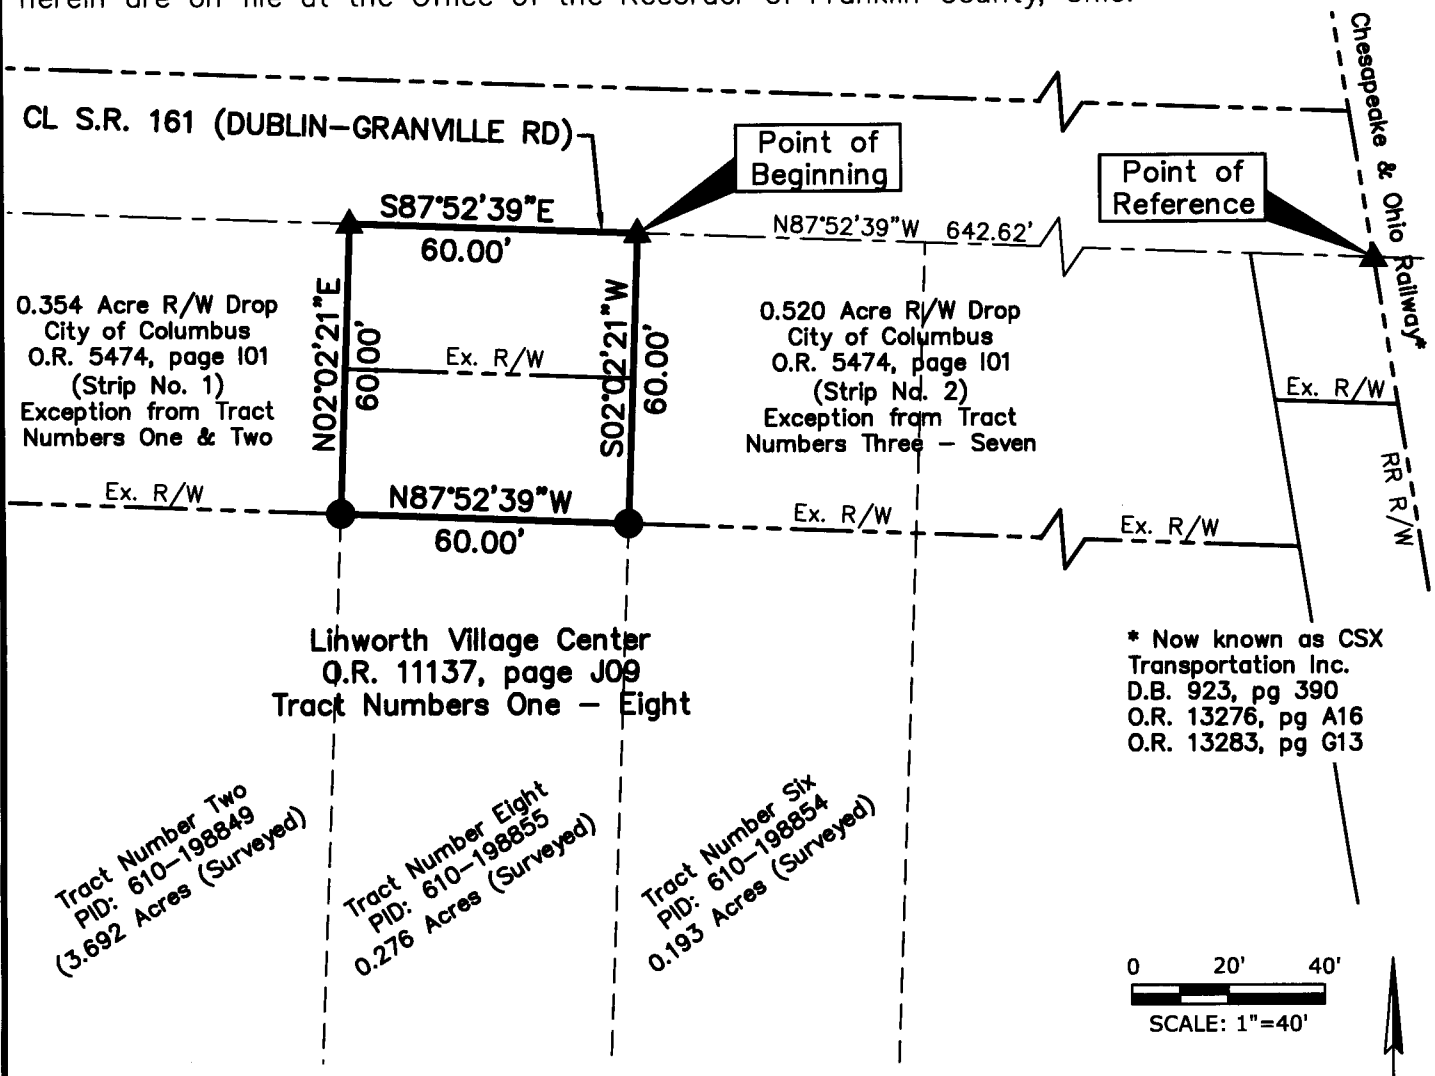 herein are on file at the Office of the Recorder of Franklin County, Ohio.
CL S.R. 161 (DUBLIN-GRANVILLE RD)
Point of
Beginning
Point of
Reference
Chesapeake & Ohio Railway*
S87°52'39"E
60.00'
N87°52'39"W 642.62'
N02°02'21"E
60.00'
S02°02'21"W
60.00'
0.354 Acre R/W Drop
City of Columbus
O.R. 5474, page I01
(Strip No. 1)
Exception from Tract
Numbers One & Two
Ex. R/W
0.520 Acre R/W Drop
City of Columbus
O.R. 5474, page I01
(Strip No. 2)
Exception from Tract
Numbers Three - Seven
Ex. R/W
RR R/W
Ex. R/W
N87°52'39"W
60.00'
Ex. R/W
Ex. R/W
Linworth Village Center
O.R. 11137, page J09
Tract Numbers One - Eight
* Now known as CSX
Transportation Inc.
D.B. 923, pg 390
O.R. 13276, pg A16
O.R. 13283, pg G13
Tract Number Two
PID: 610-198849
(3.692 Acres (Surveyed)
Tract Number Eight
PID: 610-198855
0.276 Acres (Surveyed)
Tract Number Six
PID: 610-198854
0.193 Acres (Surveyed)
0 20' 40'
SCALE: 1"=40'